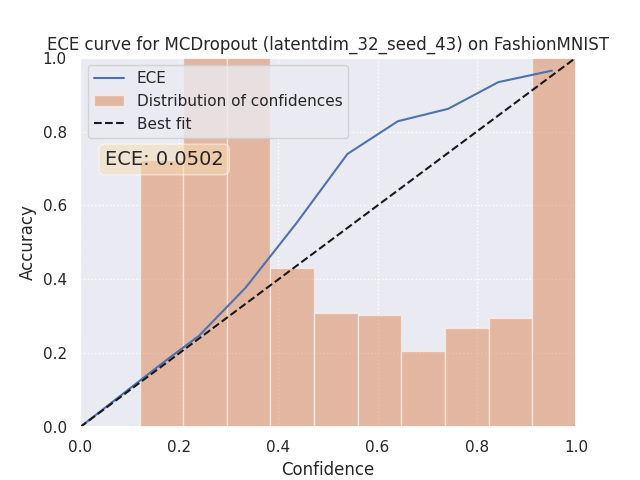 ECE curve for MCDropout (latentdim_32_seed_43) on FashionMNIST
1.0
0.8
0.6
0.4
0.2
0.0
Accuracy
ECE
Distribution of confidences
Best fit
ECE: 0.0502
0.0 0.2 0.4 0.6 0.8 1.0
Confidence